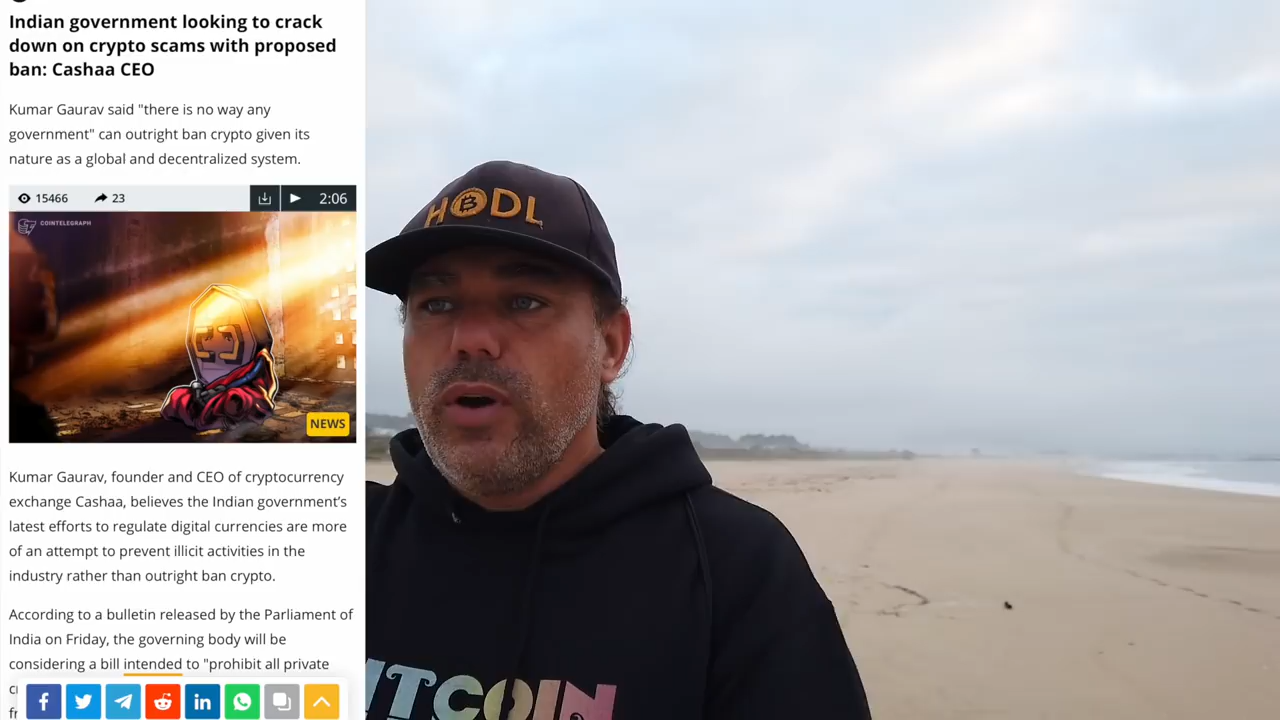 Indian government looking to crack
down on crypto scams with proposed
ban: Cashaa CEO
Kumar Gaurav said "there is no way any
government" can outright ban crypto given its
nature as a global and decentralized system.
15466 23 2:06
COINTELEGRAPH
NEWS
Kumar Gaurav, founder and CEO of cryptocurrency
exchange Cashaa, believes the Indian government's
latest efforts to regulate digital currencies are more
of an attempt to prevent illicit activities in the
industry rather than outright ban crypto.
According to a bulletin released by the Parliament of
India on Friday, the governing body will be
considering a bill intended to "prohibit all private
HODL
ITCOIN